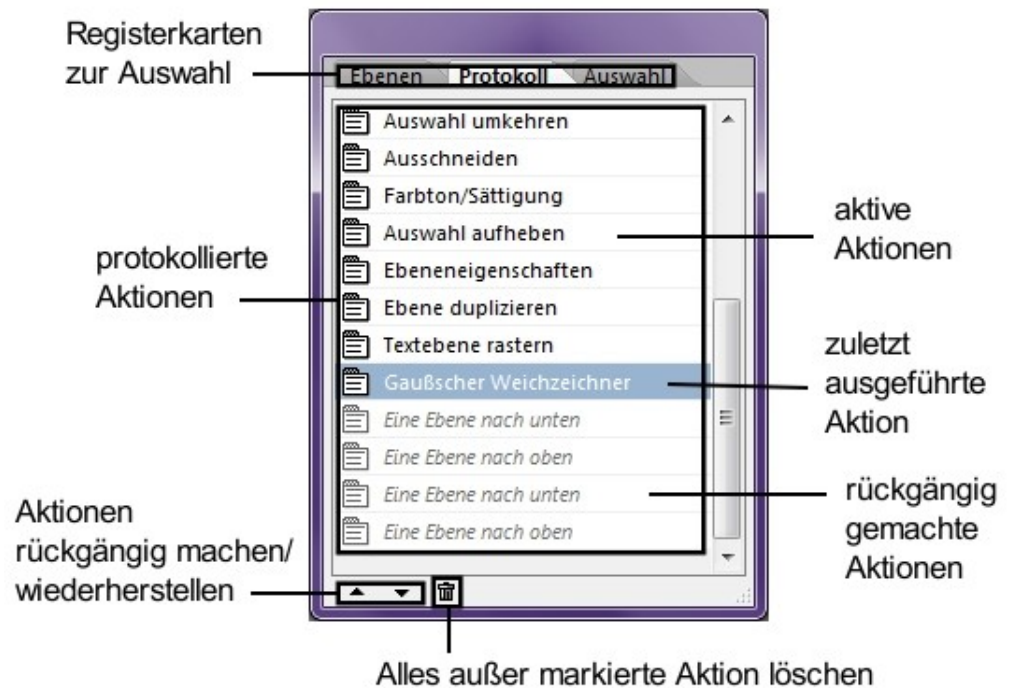 Registerkarten
zur Auswahl
Ebenen Protokoll Auswahl
Auswahl umkehren
Ausschneiden
Farbton/Sättigung
Auswahl aufheben
Ebeneneigenschaften
Ebene duplizieren
Textebene rastern
Gaußscher Weichzeichner
Eine Ebene nach unten
Eine Ebene nach oben
Eine Ebene nach unten
Eine Ebene nach oben
protokollierte
Aktionen
aktive
Aktionen
zuletzt
ausgeführte
Aktion
rückgängig
gemachte
Aktionen
Aktionen
rückgängig machen/
wiederherstellen
Alles außer markierte Aktion löschen